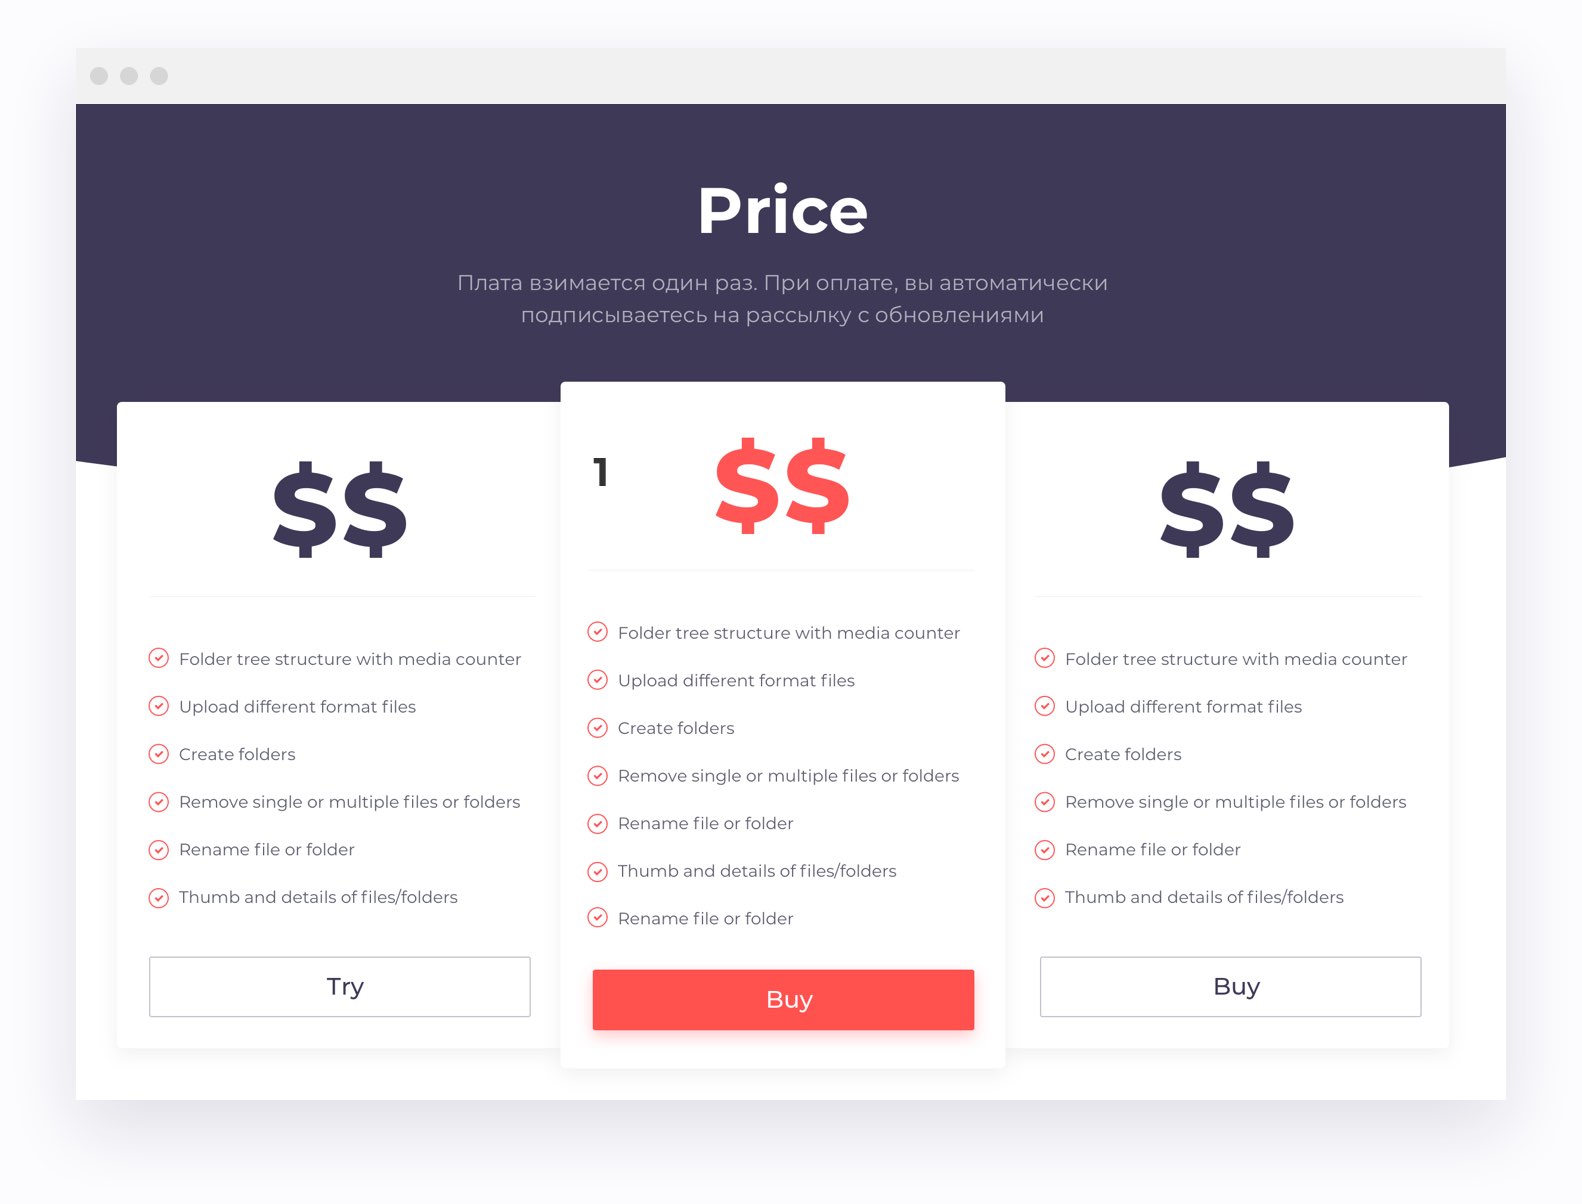 Price
Плата взимается один раз. При оплате, вы автоматически
подписываетесь на рассылку с обновлениями
$$
Folder tree structure with media counter
Upload different format files
Create folders
Remove single or multiple files or folders
Rename file or folder
Thumb and details of files/folders
Try
1
$$
Folder tree structure with media counter
Upload different format files
Create folders
Remove single or multiple files or folders
Rename file or folder
Thumb and details of files/folders
Rename file or folder
Buy
$$
Folder tree structure with media counter
Upload different format files
Create folders
Remove single or multiple files or folders
Rename file or folder
Thumb and details of files/folders
Buy